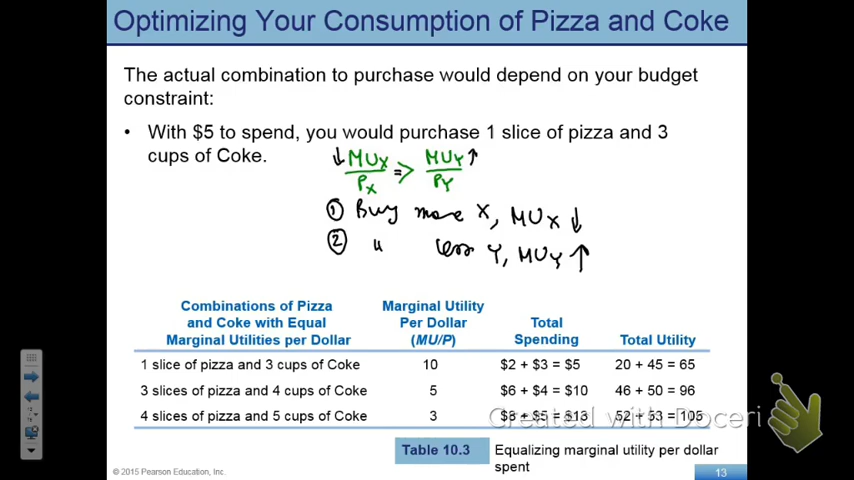 Optimizing Your Consumption of Pizza and Coke
The actual combination to purchase would depend on your budget
constraint:
• With $5 to spend, you would purchase 1 slice of pizza and 3
cups of Coke.
↓ MUx/Px => MUy/Py ↑
① Buy more X, MUx ↓
② " less Y, MUy ↑
Combinations of Pizza and Coke with Equal Marginal Utilities per Dollar | Marginal Utility Per Dollar (MU/P) | Total Spending | Total Utility
1 slice of pizza and 3 cups of Coke 10 $2 + $3 = $5 20 + 45 = 65
3 slices of pizza and 4 cups of Coke 5 $6 + $4 = $10 46 + 50 = 96
4 slices of pizza and 5 cups of Coke 3 $8 + $5 = $13 52 + 53 = 105
Created with Doceri
Table 10.3 Equalizing marginal utility per dollar
spent
© 2015 Pearson Education, Inc. 13